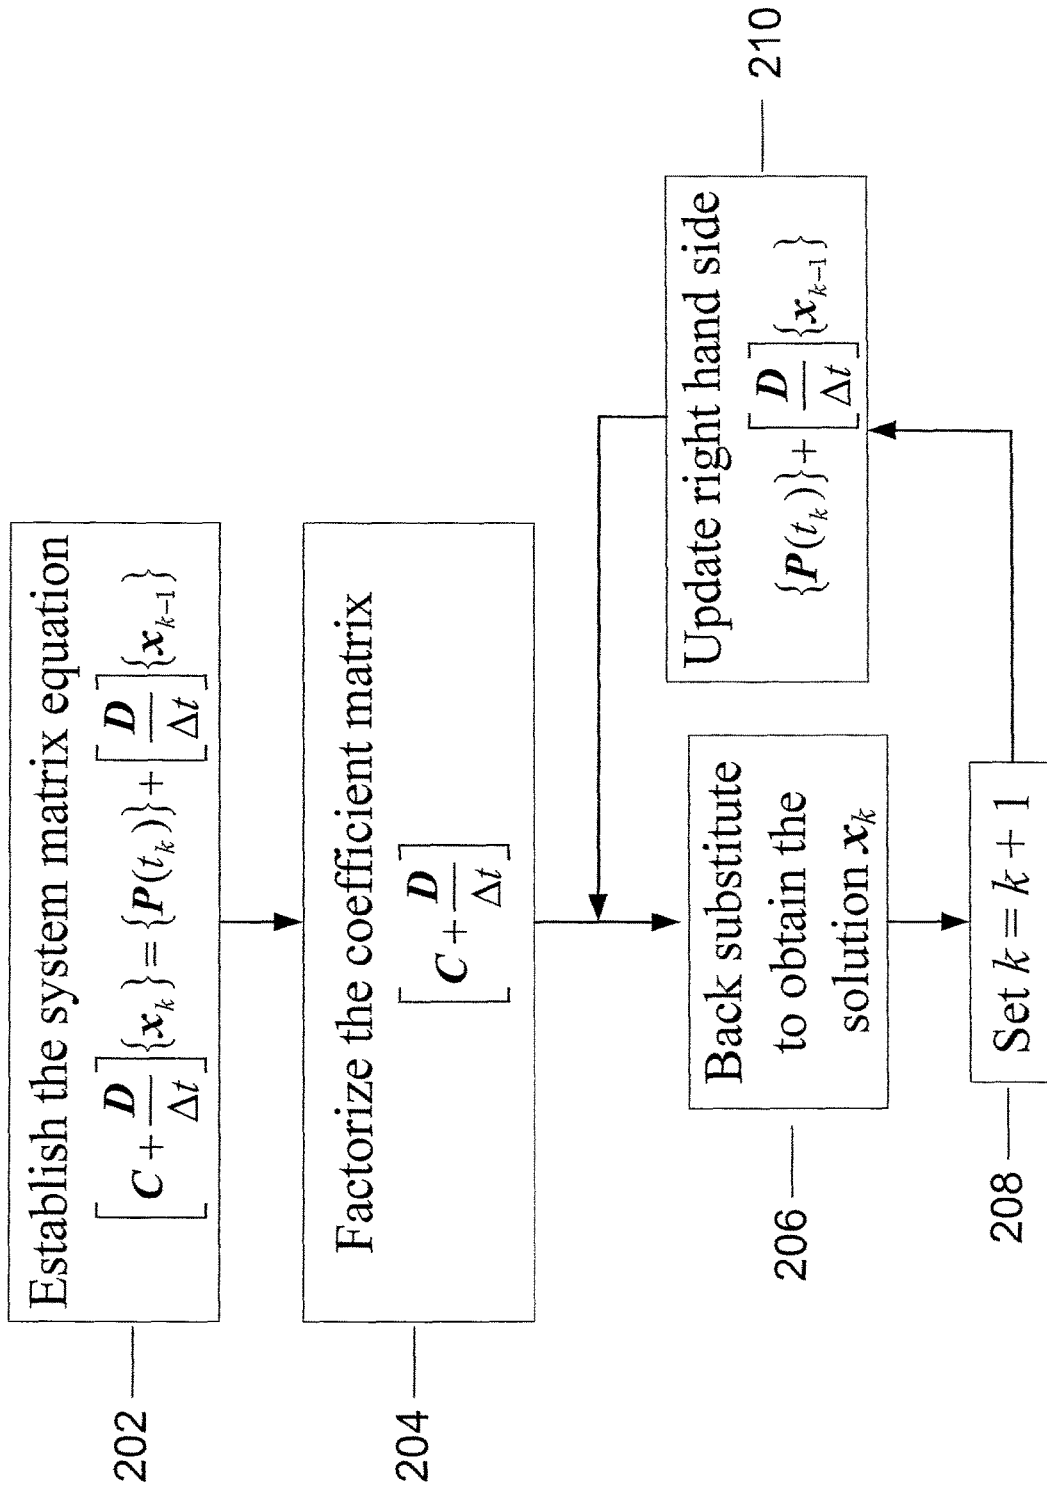 202
Establish the system matrix equation
[C + D/Δt]{x_k} = {P(t_k)} + [D/Δt]{x_{k-1}}
204
Factorize the coefficient matrix
[C + D/Δt]
206
Back substitute
to obtain the
solution x_k
208
Set k = k + 1
210
Update right hand side
{P(t_k)} + [D/Δt]{x_{k-1}}